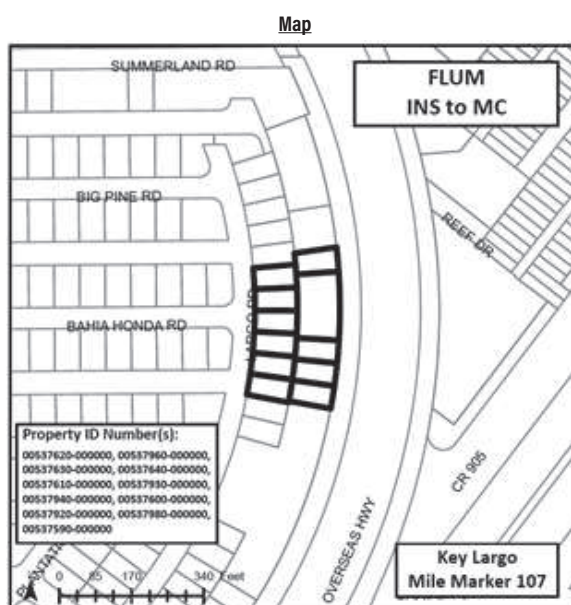 Map
FLUM
INS to MC
SUMMERLAND RD
BIG PINE RD
REEF DR
BAHIA HONDA RD
LARGO RD
Property ID Number(s):
00537620-000000, 00537960-000000,
00537630-000000, 00537640-000000,
00537610-000000, 00537930-000000,
00537940-000000, 00537600-000000,
00537920-000000, 00537980-000000,
00537590-000000
CR 905
OVERSEAS HWY
0 85 170 340 Feet
Key Largo
Mile Marker 107